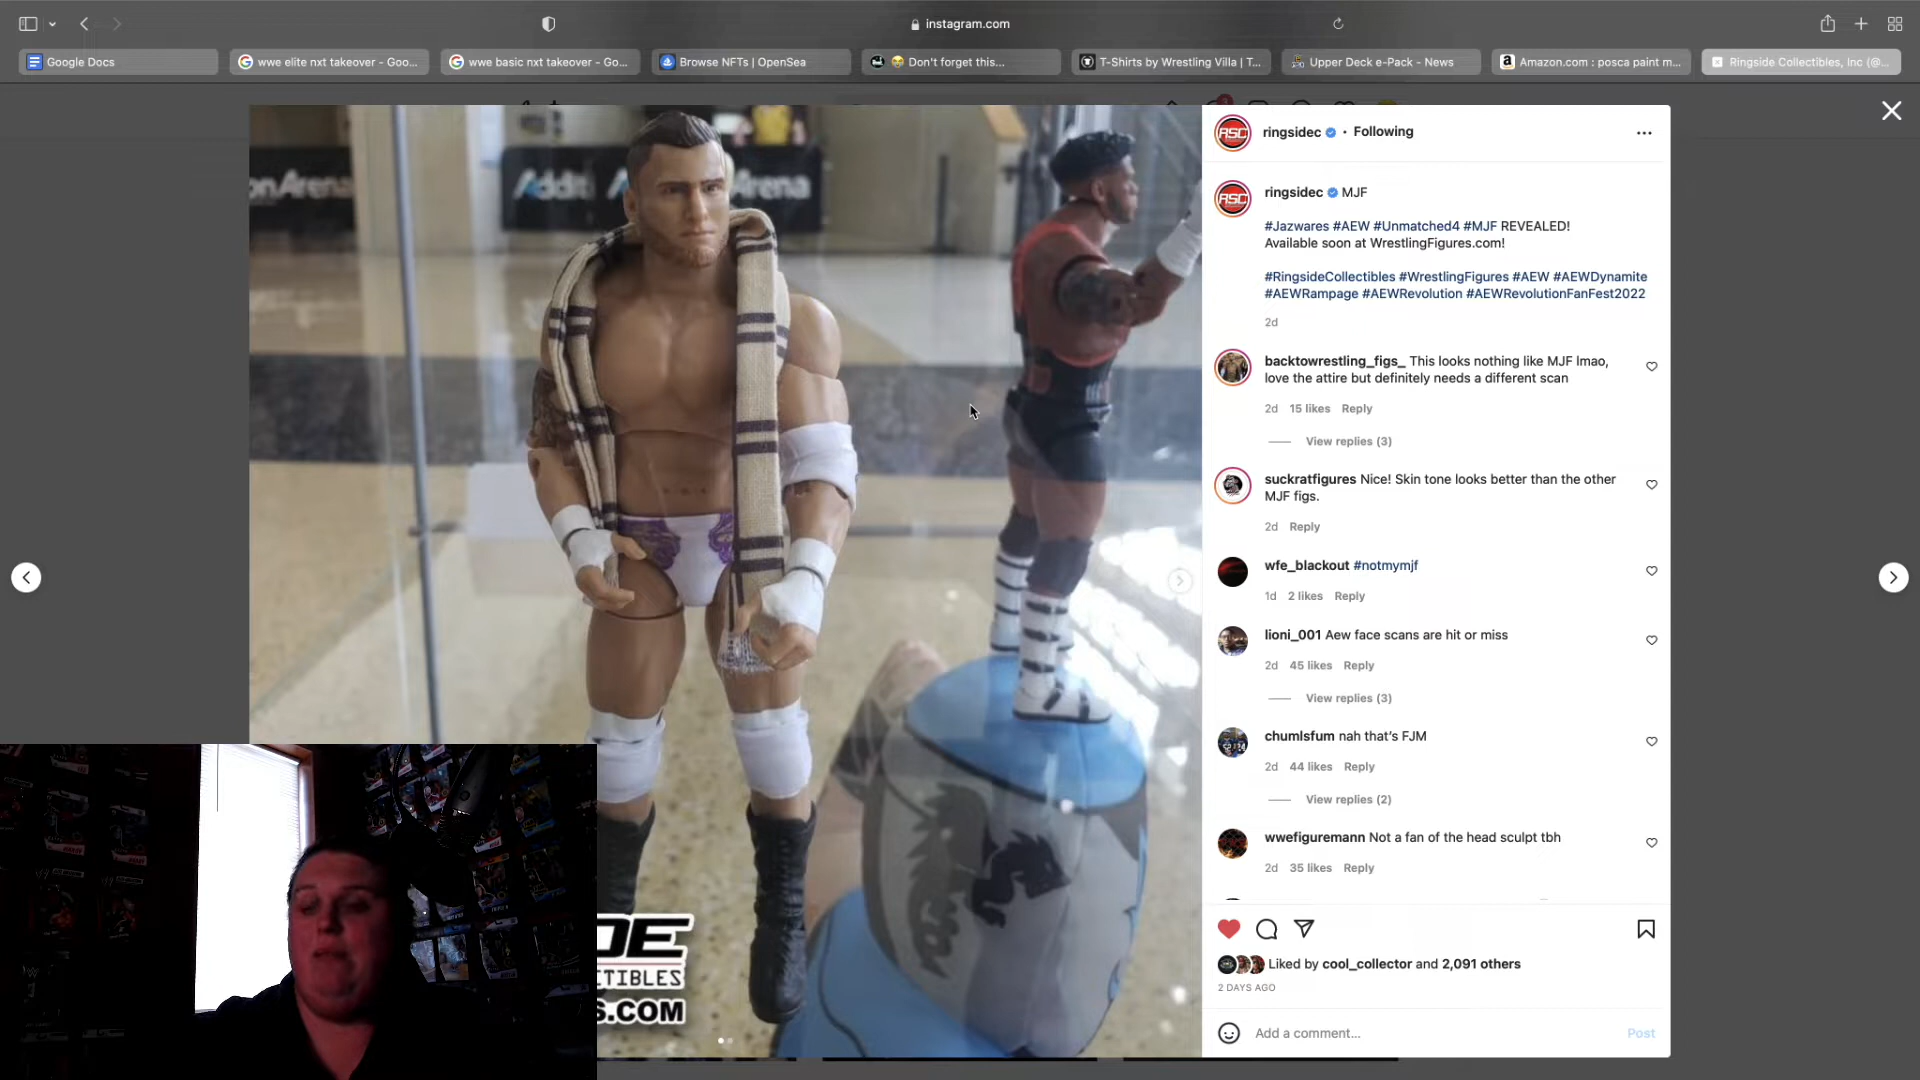 instagram.com
Google Docs
wwe elite nxt takeover - Goo...
wwe basic nxt takeover - Go...
Browse NFTs | OpenSea
😂 Don't forget this...
T-Shirts by Wrestling Villa | T...
Upper Deck e-Pack - News
Amazon.com : posca paint m...
Ringside Collectibles, Inc (@...
onArena
Addit
A
rena
RSC
ringsidec • Following
RSC
ringsidec MJF
#Jazwares #AEW #Unmatched4 #MJF REVEALED!
Available soon at WrestlingFigures.com!
#RingsideCollectibles #WrestlingFigures #AEW #AEWDynamite
#AEWRampage #AEWRevolution #AEWRevolutionFanFest2022
2d
backtowrestling_figs_ This looks nothing like MJF lmao,
love the attire but definitely needs a different scan
2d 15 likes Reply
View replies (3)
suckratfigures Nice! Skin tone looks better than the other
MJF figs.
2d Reply
wfe_blackout #notmymjf
1d 2 likes Reply
lioni_001 Aew face scans are hit or miss
2d 45 likes Reply
View replies (3)
chumlsfum nah that's FJM
2d 44 likes Reply
View replies (2)
wwefiguremann Not a fan of the head sculpt tbh
2d 35 likes Reply
DE
TIBLES
S.COM
Liked by cool_collector and 2,091 others
2 DAYS AGO
Add a comment...
Post